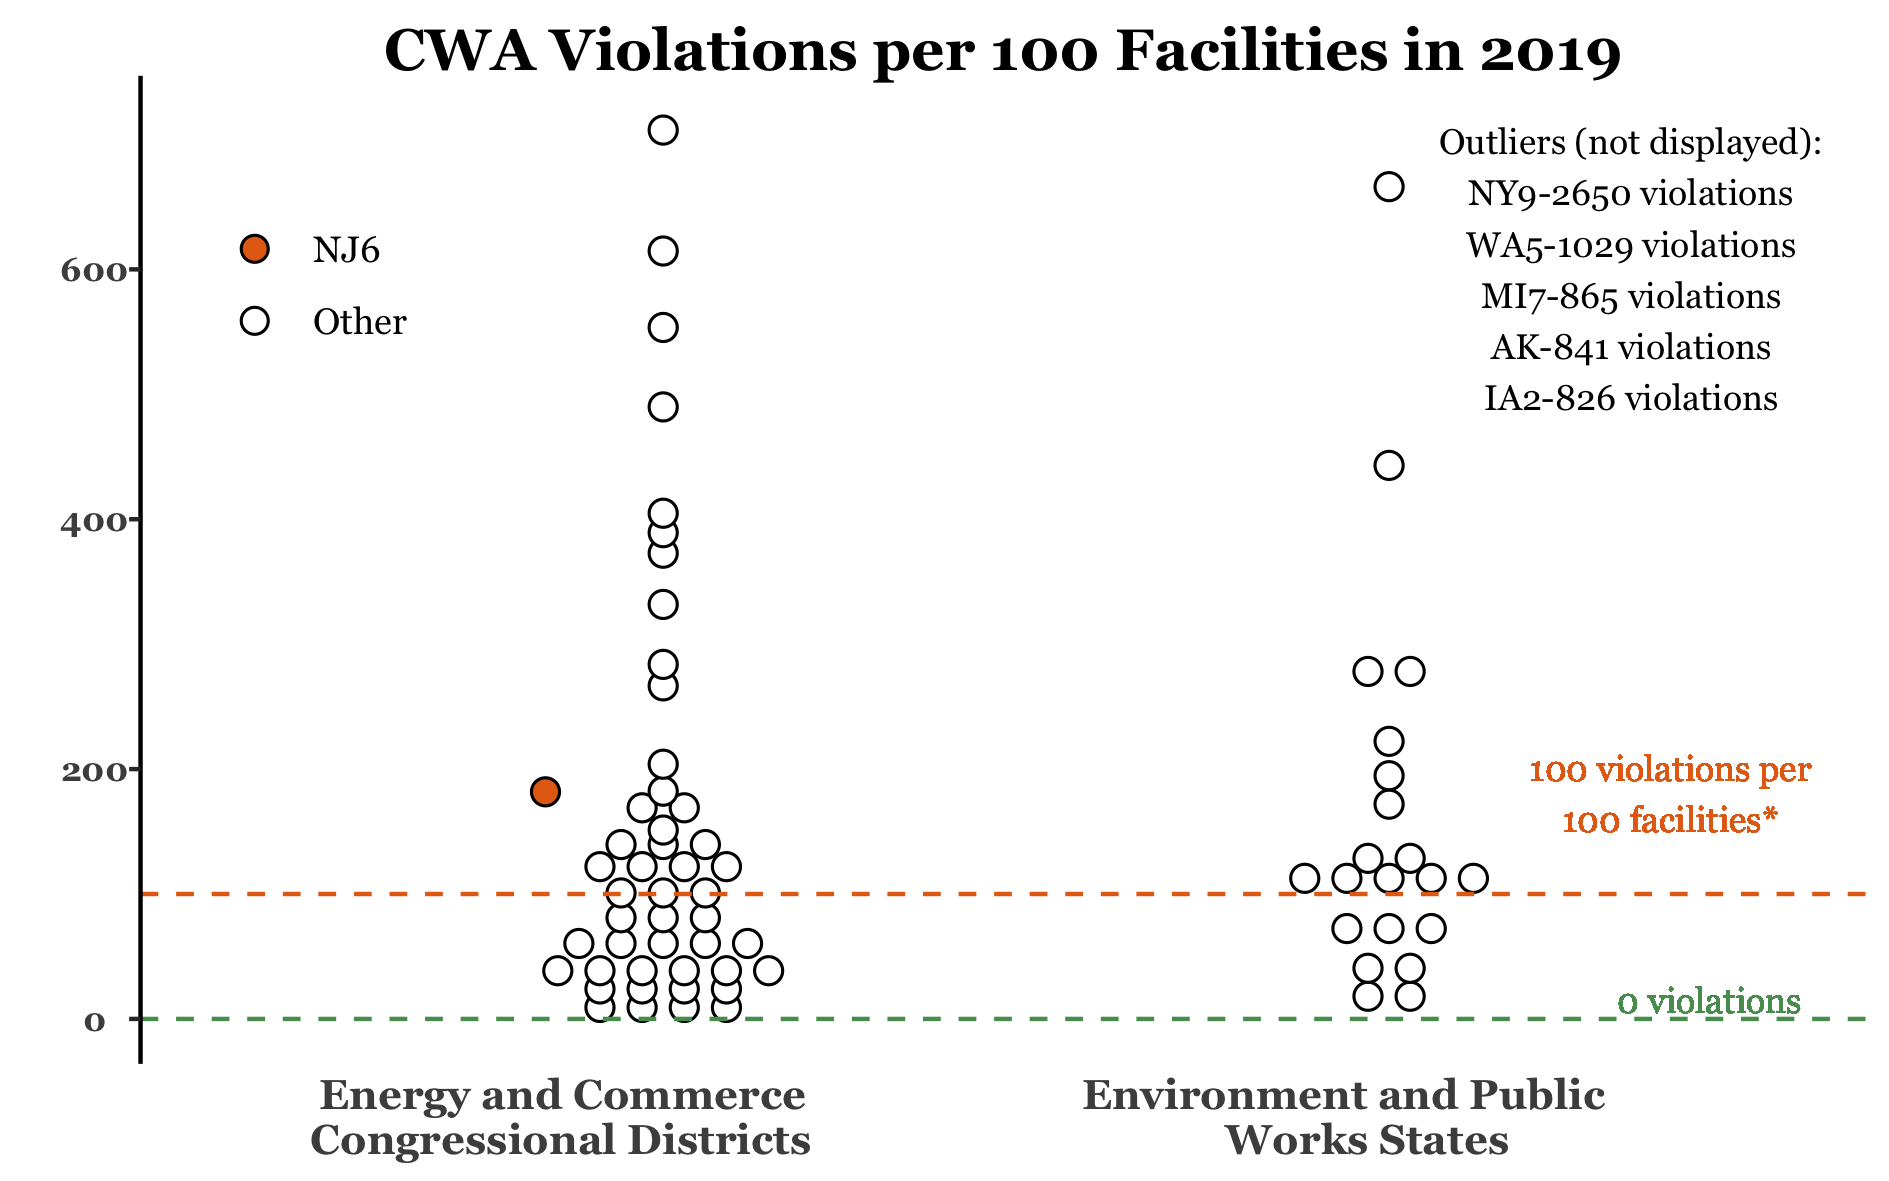 CWA Violations per 100 Facilities in 2019
Outliers (not displayed):
NY9-2650 violations
WA5-1029 violations
MI7-865 violations
AK-841 violations
IA2-826 violations
NJ6
Other
600
400
200
0
100 violations per
100 facilities*
0 violations
Energy and Commerce
Congressional Districts
Environment and Public
Works States